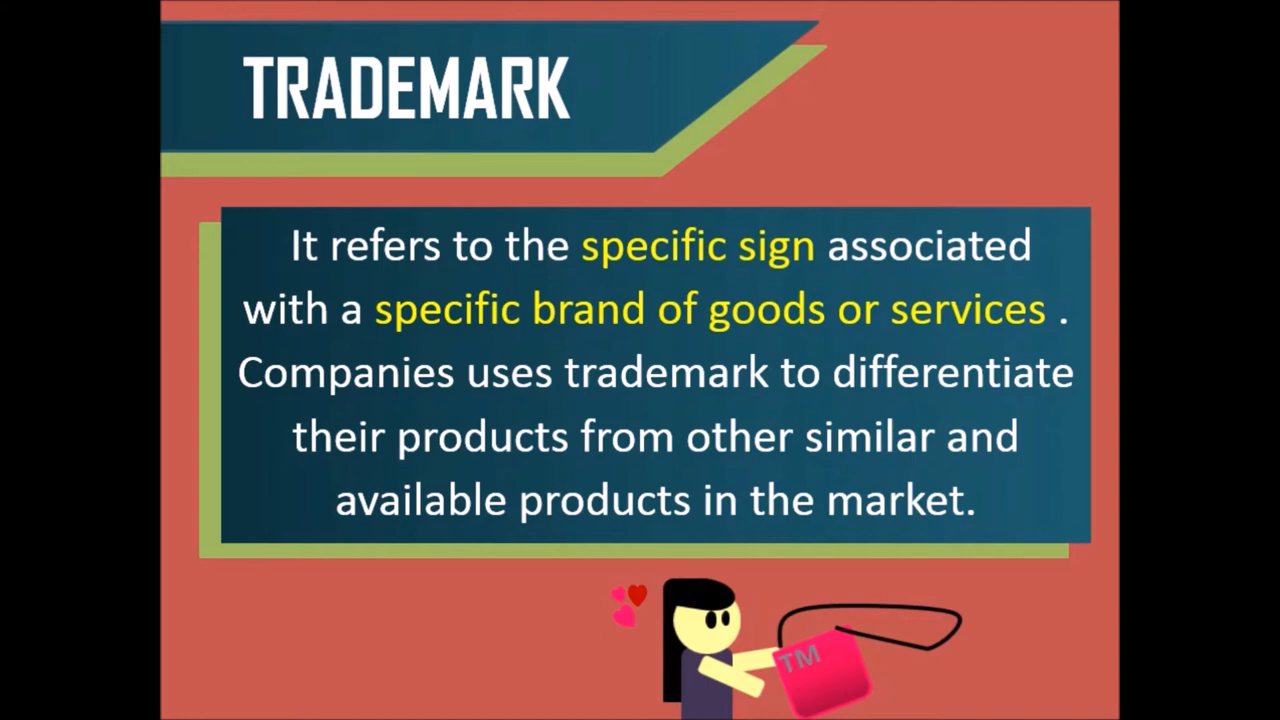 TRADEMARK
It refers to the specific sign associated
with a specific brand of goods or services .
Companies uses trademark to differentiate
their products from other similar and
available products in the market.
TM